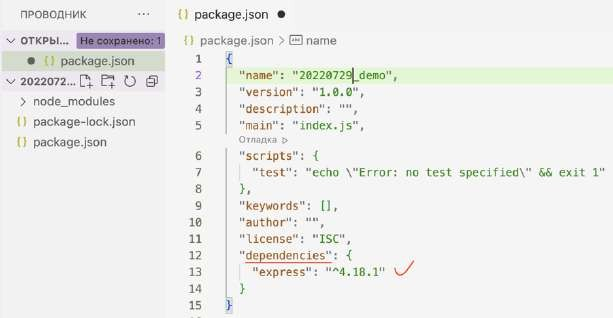 ПРОВОДНИК ...
ОТКРЫ... Не сохранено: 1
{} package.json
2022072...
node_modules
{} package-lock.json
{} package.json
{} package.json
{} package.json > abc name
1 {
2 "name": "20220729_demo",
3 "version": "1.0.0",
4 "description": "",
5 "main": "index.js",
Отладка
6 "scripts": {
7 "test": "echo \"Error: no test specified\" && exit 1"
8 },
9 "keywords": [],
10 "author": "",
11 "license": "ISC",
12 "dependencies": {
13 "express": "^4.18.1"
14 }
15 }